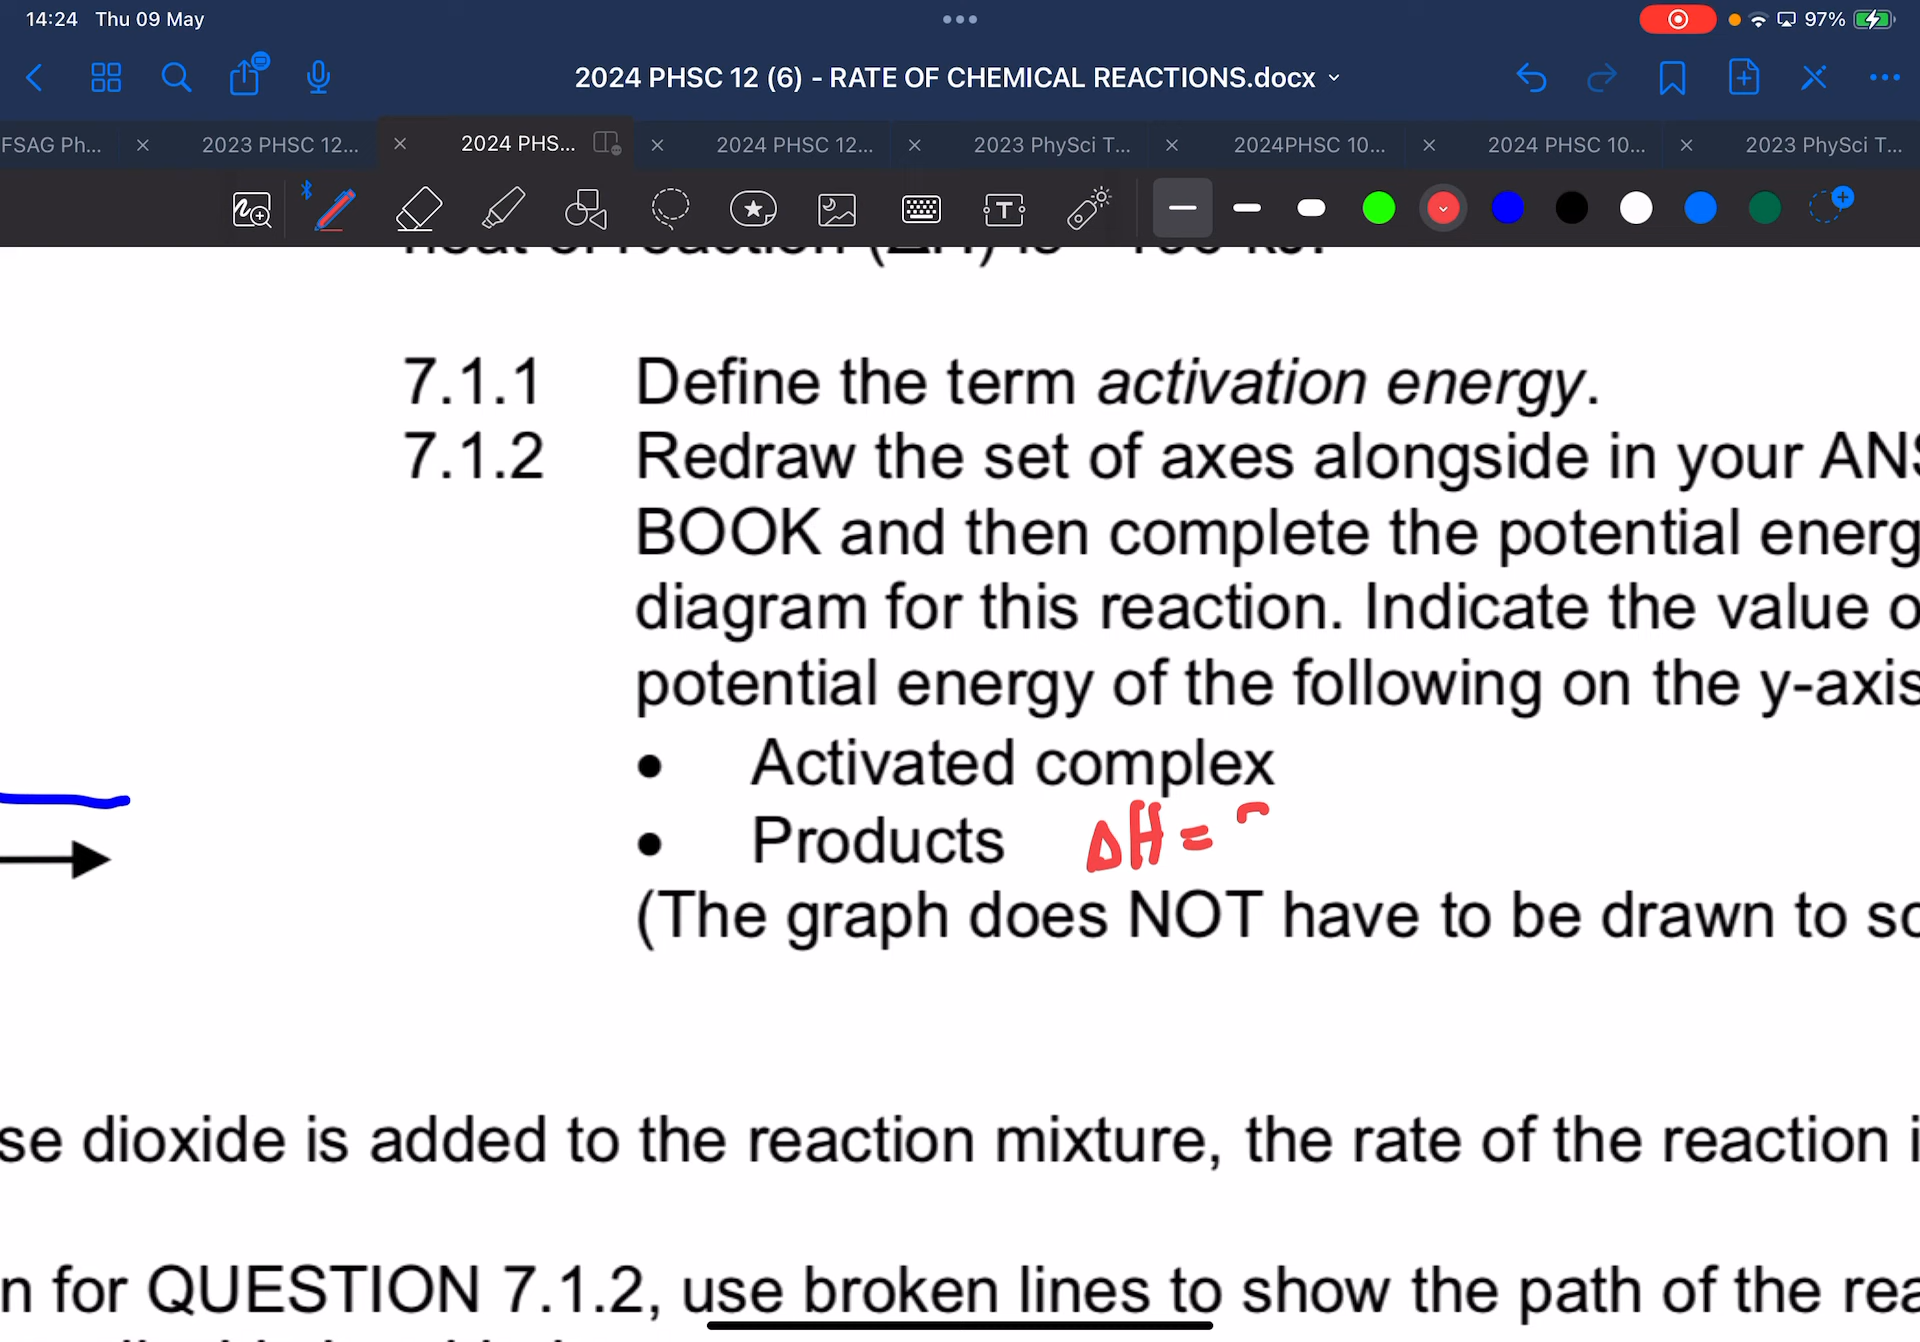 14:24 Thu 09 May
97%
2024 PHSC 12 (6) - RATE OF CHEMICAL REACTIONS.docx
FSAG Ph... 2023 PHSC 12... 2024 PHS... 2024 PHSC 12... 2023 PhySci T... 2024PHSC 10... 2024 PHSC 10... 2023 PhySci T...
7.1.1 Define the term activation energy.
7.1.2 Redraw the set of axes alongside in your ANS
BOOK and then complete the potential energ
diagram for this reaction. Indicate the value o
potential energy of the following on the y-axis
• Activated complex
• Products ΔH =
(The graph does NOT have to be drawn to sc
se dioxide is added to the reaction mixture, the rate of the reaction i
n for QUESTION 7.1.2, use broken lines to show the path of the rea